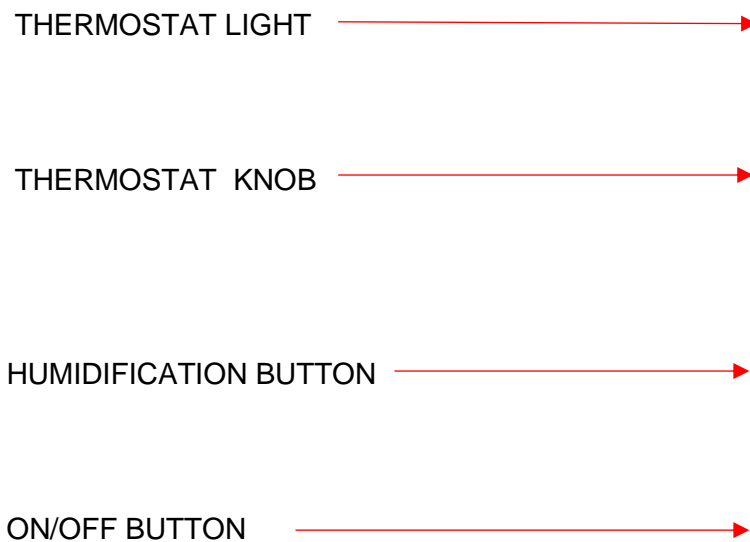 THERMOSTAT LIGHT
THERMOSTAT KNOB
HUMIDIFICATION BUTTON
ON/OFF BUTTON